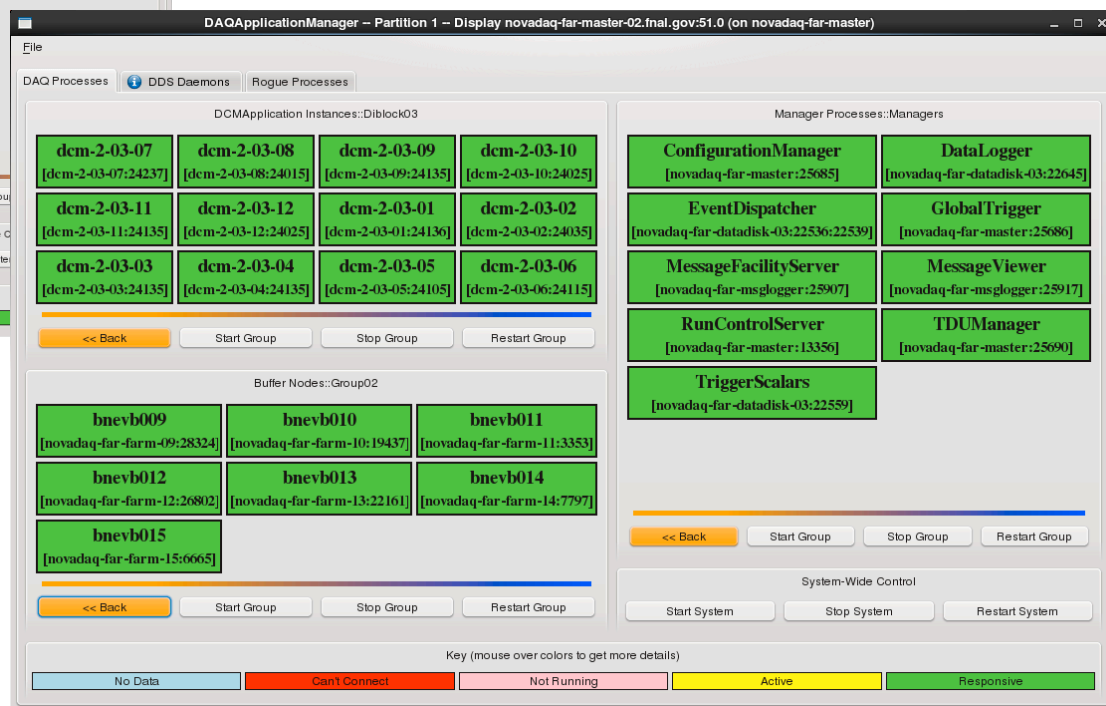 DAQApplicationManager -- Partition 1 -- Display novadaq-far-master-02.fnal.gov:51.0 (on novadaq-far-master)
File
DAQ Processes DDS Daemons Rogue Processes
DCMApplication Instances::Diblock03
dcm-2-03-07 dcm-2-03-08 dcm-2-03-09 dcm-2-03-10
[dcm-2-03-07:24237] [dcm-2-03-08:24015] [dcm-2-03-09:24135] [dcm-2-03-10:24025]
dcm-2-03-11 dcm-2-03-12 dcm-2-03-01 dcm-2-03-02
[dcm-2-03-11:24135] [dcm-2-03-12:24025] [dcm-2-03-01:24136] [dcm-2-03-02:24035]
dcm-2-03-03 dcm-2-03-04 dcm-2-03-05 dcm-2-03-06
[dcm-2-03-03:24135] [dcm-2-03-04:24135] [dcm-2-03-05:24105] [dcm-2-03-06:24115]
<< Back Start Group Stop Group Restart Group
Buffer Nodes::Group02
bnevb009 bnevb010 bnevb011
[novadaq-far-farm-09:28324] [novadaq-far-farm-10:19437] [novadaq-far-farm-11:3353]
bnevb012 bnevb013 bnevb014
[novadaq-far-farm-12:26802] [novadaq-far-farm-13:22161] [novadaq-far-farm-14:7797]
bnevb015
[novadaq-far-farm-15:6665]
<< Back Start Group Stop Group Restart Group
Manager Processes::Managers
ConfigurationManager DataLogger
[novadaq-far-master:25685] [novadaq-far-datadisk-03:22645]
EventDispatcher GlobalTrigger
[novadaq-far-datadisk-03:22536:22539] [novadaq-far-master:25686]
MessageFacilityServer MessageViewer
[novadaq-far-msglogger:25907] [novadaq-far-msglogger:25917]
RunControlServer TDUManager
[novadaq-far-master:13356] [novadaq-far-master:25690]
TriggerScalars
[novadaq-far-datadisk-03:22559]
<< Back Start Group Stop Group Restart Group
System-Wide Control
Start System Stop System Restart System
Key (mouse over colors to get more details)
No Data Can't Connect Not Running Active Responsive